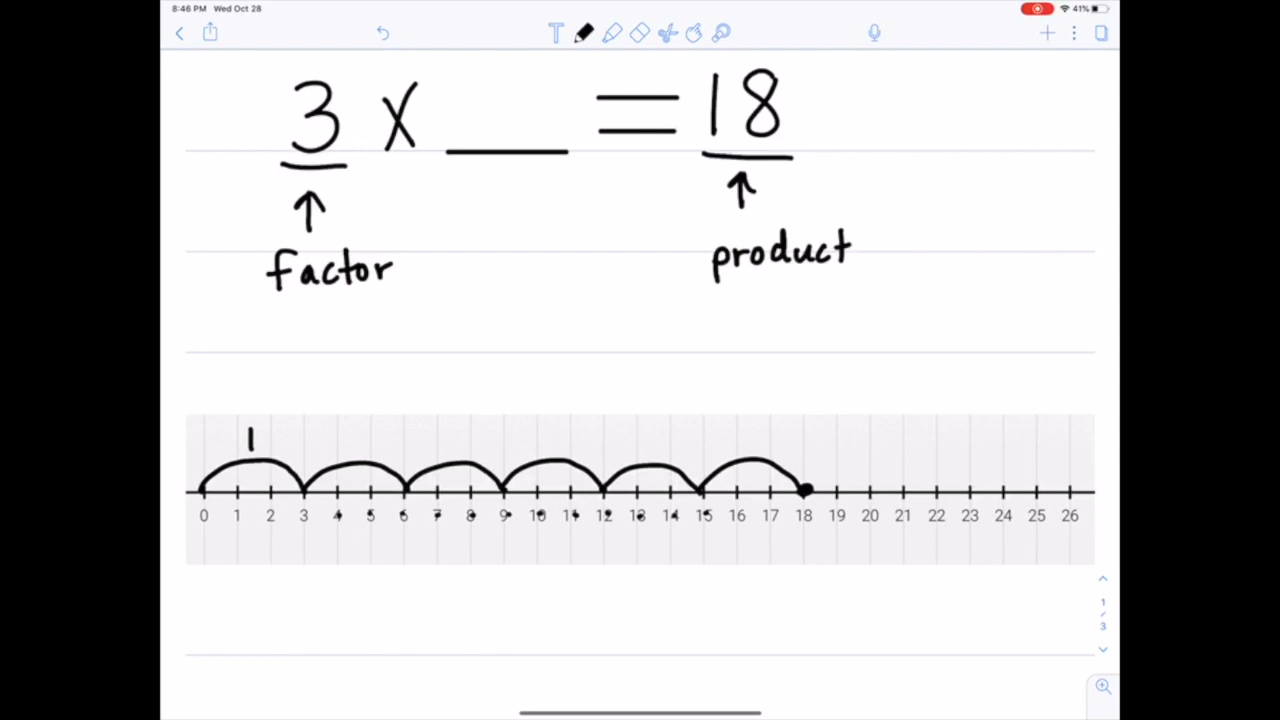 8:46 PM Wed Oct 28
41%
T
3 X ___ = 18
factor
product
1
0 1 2 3 4 5 6 7 8 9 10 11 12 13 14 15 16 17 18 19 20 21 22 23 24 25 26
1
/
3